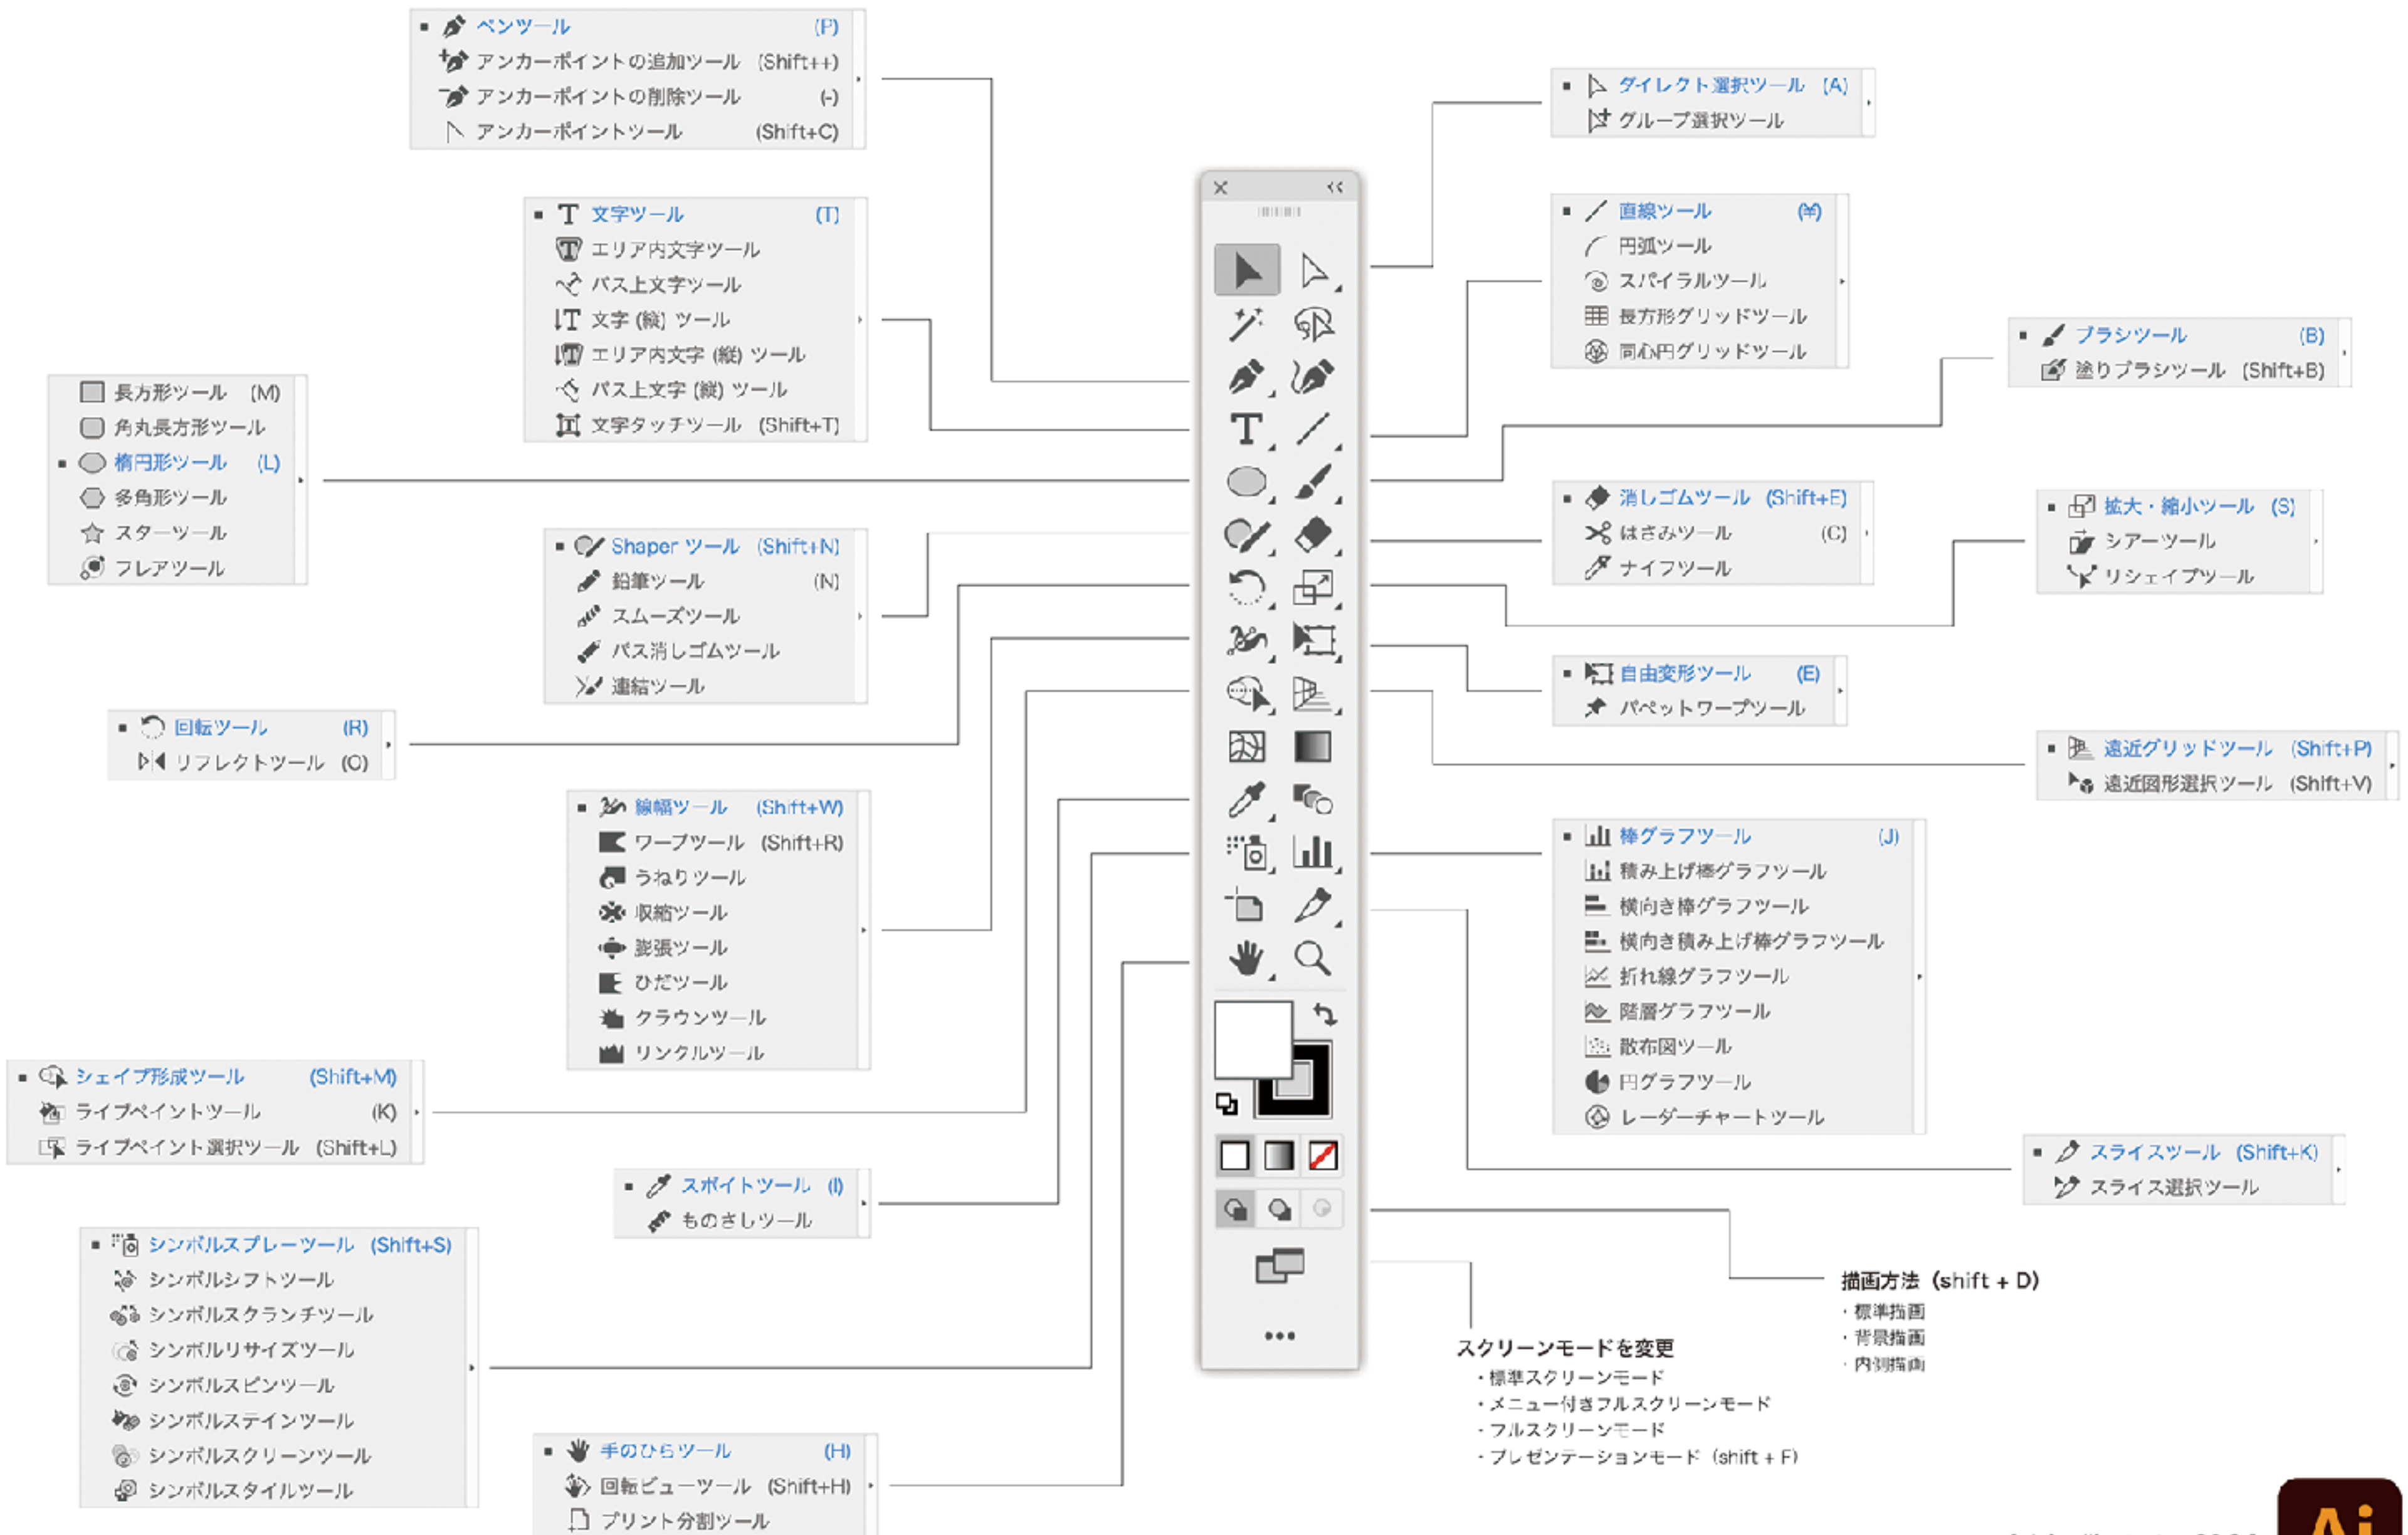 ペンツール (P)
アンカーポイントの追加ツール (Shift++)
アンカーポイントの削除ツール (-)
アンカーポイントツール (Shift+C)
ダイレクト選択ツール (A)
グループ選択ツール
文字ツール (T)
エリア内文字ツール
パス上文字ツール
文字 (縦) ツール
エリア内文字 (縦) ツール
パス上文字 (縦) ツール
文字タッチツール (Shift+T)
直線ツール (¥)
円弧ツール
スパイラルツール
長方形グリッドツール
同心円グリッドツール
ブラシツール (B)
塗りブラシツール (Shift+B)
長方形ツール (M)
角丸長方形ツール
楕円形ツール (L)
多角形ツール
スターツール
フレアツール
消しゴムツール (Shift+E)
はさみツール (C)
ナイフツール
拡大・縮小ツール (S)
シアーツール
リシェイプツール
Shaper ツール (Shift+N)
鉛筆ツール (N)
スムーズツール
パス消しゴムツール
連結ツール
自由変形ツール (E)
パペットワープツール
回転ツール (R)
リフレクトツール (O)
遠近グリッドツール (Shift+P)
遠近図形選択ツール (Shift+V)
線幅ツール (Shift+W)
ワープツール (Shift+R)
うねりツール
収縮ツール
膨張ツール
ひだツール
クラウンツール
リンクルツール
棒グラフツール (J)
積み上げ棒グラフツール
横向き棒グラフツール
横向き積み上げ棒グラフツール
折れ線グラフツール
階層グラフツール
散布図ツール
円グラフツール
レーダーチャートツール
シェイプ形成ツール (Shift+M)
ライブペイントツール (K)
ライブペイント選択ツール (Shift+L)
スライスツール (Shift+K)
スライス選択ツール
スポイトツール (I)
ものさしツール
シンボルスプレーツール (Shift+S)
シンボルシフトツール
シンボルスクランチツール
シンボルリサイズツール
シンボルスピンツール
シンボルステインツール
シンボルスクリーンツール
シンボルスタイルツール
描画方法（shift + D）
・標準描画
・背景描画
・内側描画
スクリーンモードを変更
・標準スクリーンモード
・メニュー付きフルスクリーンモード
・フルスクリーンモード
・プレゼンテーションモード（shift + F）
手のひらツール (H)
回転ビューツール (Shift+H)
プリント分割ツール
Ai